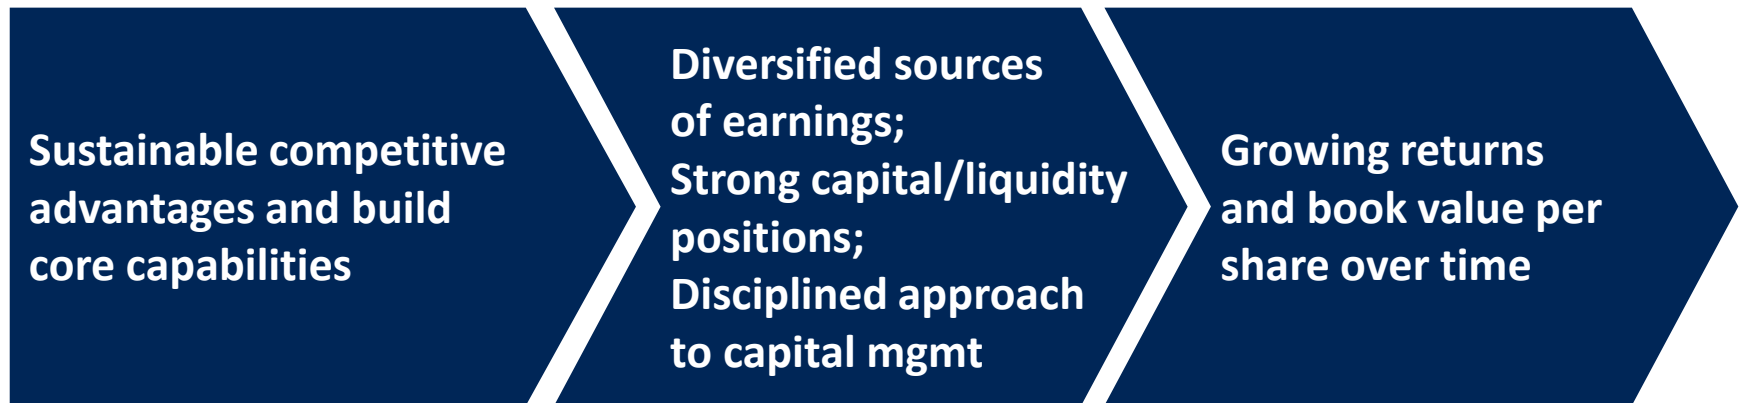 Sustainable competitive
advantages and build
core capabilities
Diversified sources
of earnings;
Strong capital/liquidity
positions;
Disciplined approach
to capital mgmt
Growing returns
and book value per
share over time